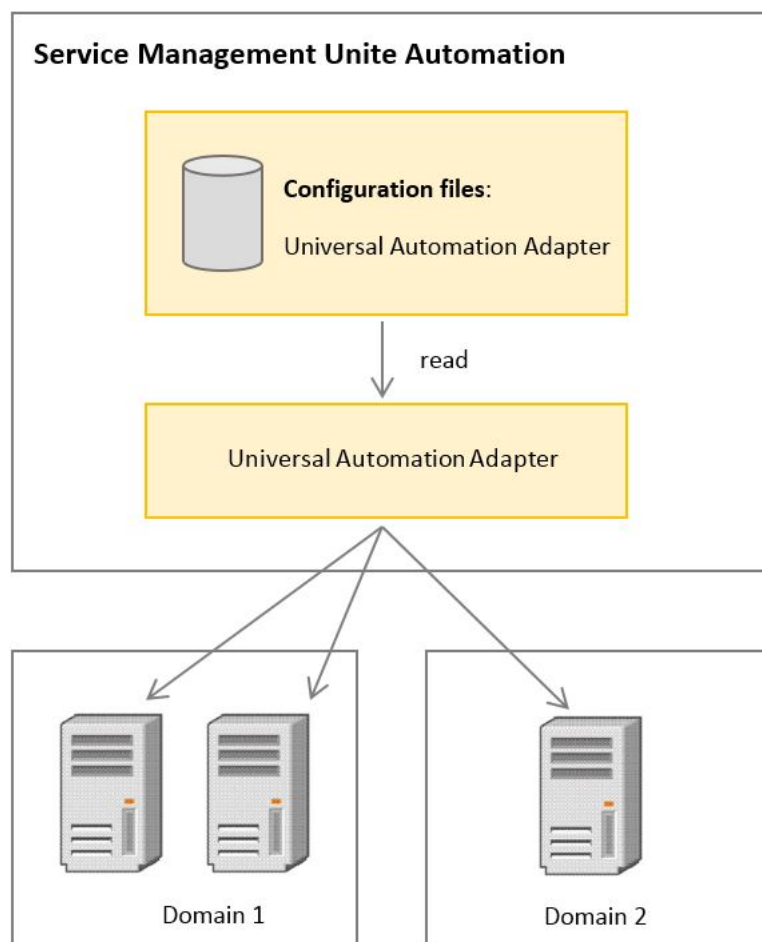 Service Management Unite Automation
Configuration files:
Universal Automation Adapter
read
Universal Automation Adapter
Domain 1
Domain 2